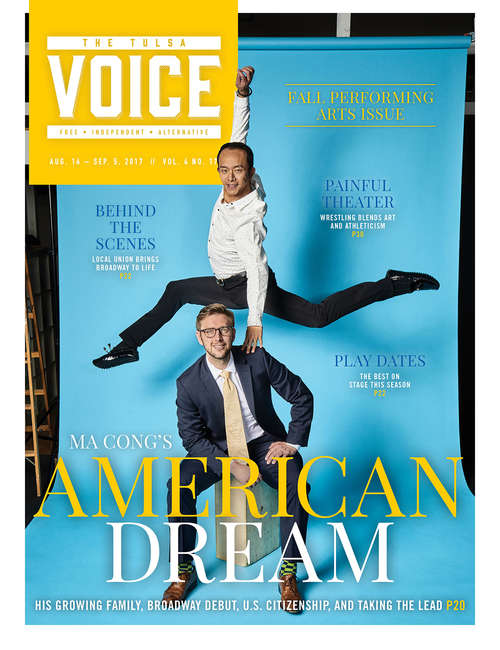 THE TULSA
VOICE
FREE • INDEPENDENT • ALTERNATIVE
AUG. 16 – SEP. 5, 2017 // VOL. 4 NO.
FALL PERFORMING
ARTS ISSUE
BEHIND
THE
SCENES
LOCAL UNION BRINGS
BROADWAY TO LIFE
PAINFUL
THEATER
WRESTLING BLENDS ART
AND ATHLETICISM
P30
PLAY DATES
THE BEST ON
STAGE THIS SEASON
P22
MA CONG'S
AMERICAN
DREAM
HIS GROWING FAMILY, BROADWAY DEBUT, U.S. CITIZENSHIP, AND TAKING THE LEAD P20